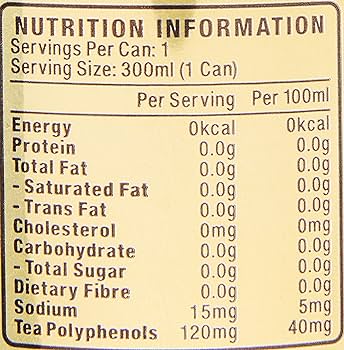 NUTRITION INFORMATION
Servings Per Can: 1
Serving Size: 300ml (1 Can)
Per Serving Per 100ml
Energy 0kcal 0kcal
Protein 0.0g 0.0g
Total Fat 0.0g 0.0g
- Saturated Fat 0.0g 0.0g
- Trans Fat 0.0g 0.0g
Cholesterol 0mg 0mg
Carbohydrate 0.0g 0.0g
- Total Sugar 0.0g 0.0g
Dietary Fibre 0.0g 0.0g
Sodium 15mg 5mg
Tea Polyphenols 120mg 40mg